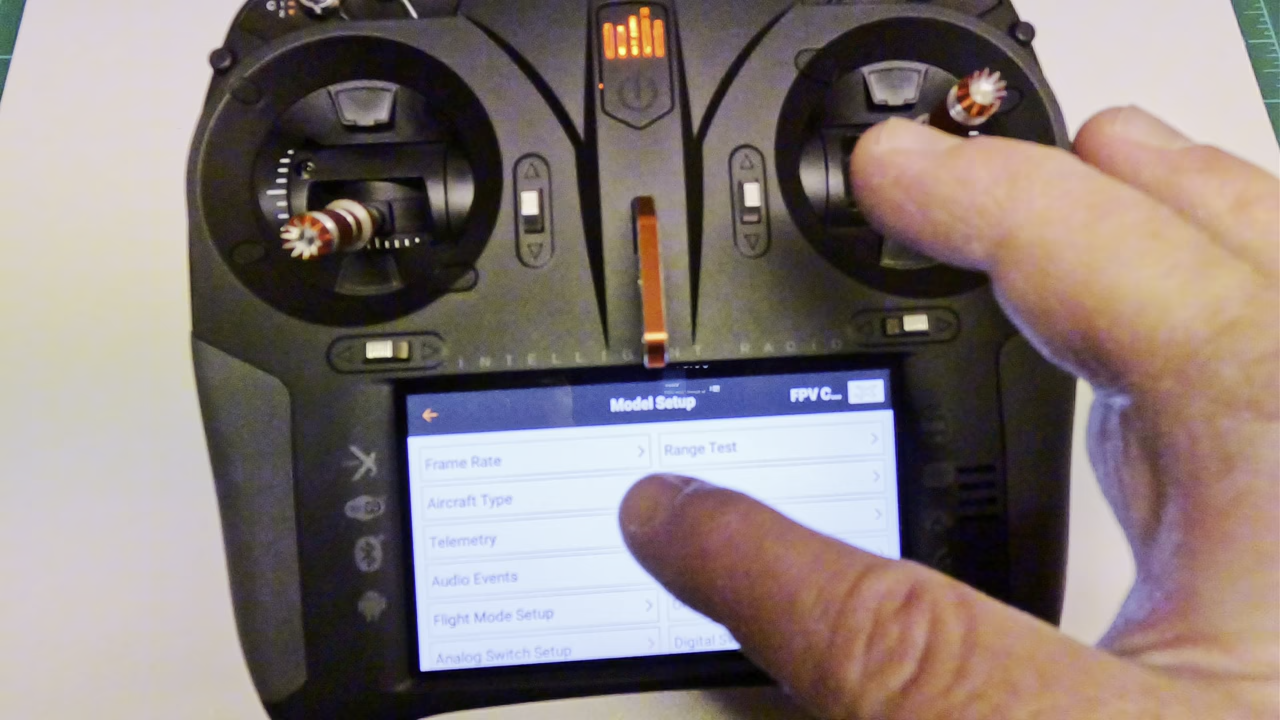 INTELLIGENT RADIO
Model Setup
FPV C...
Frame Rate
Range Test
Aircraft Type
Telemetry
Audio Events
Flight Mode Setup
Analog Switch Setup
Digital